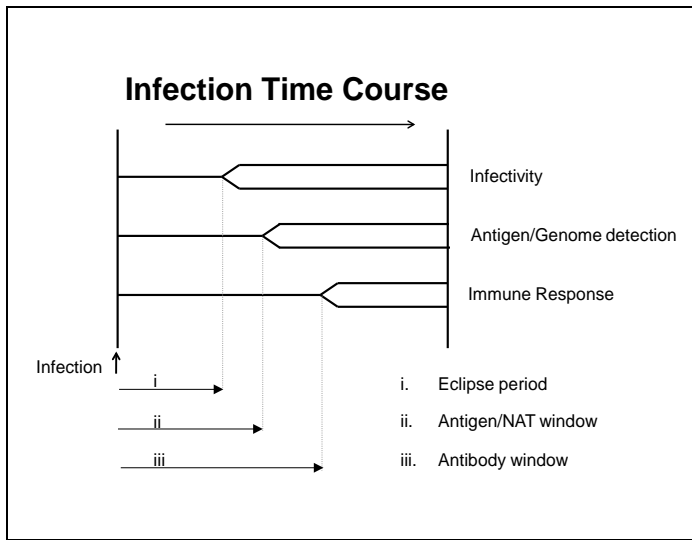 Infection Time Course
Infectivity
Antigen/Genome detection
Immune Response
Infection
i
ii
iii
i. Eclipse period
ii. Antigen/NAT window
iii. Antibody window